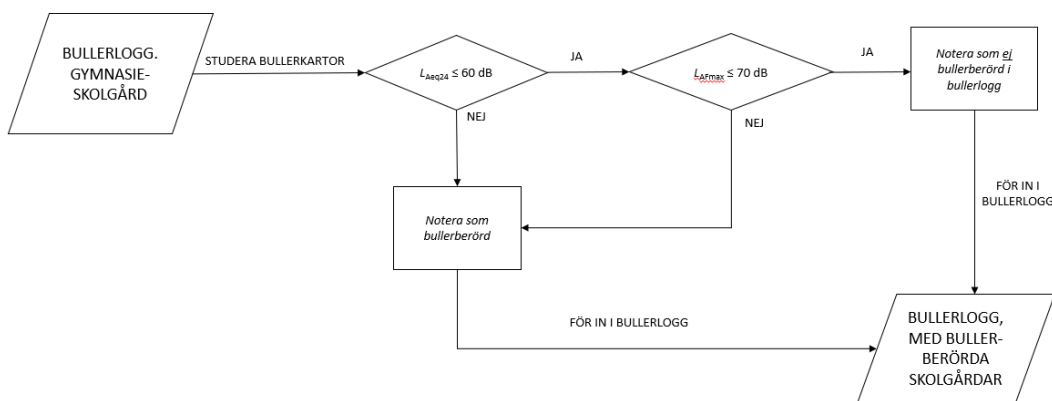 BULLERLOGG.
GYMNASIE-
SKOLGÅRD
STUDERA BULLERKARTOR
LAeq24 ≤ 60 dB
JA
LAFmax ≤ 70 dB
JA
Notera som ej
bullerberörd i
bullerlogg
NEJ
NEJ
Notera som
bullerberörd
FÖR IN I
BULLERLOGG
FÖR IN I BULLERLOGG
BULLERLOGG,
MED BULLER-
BERÖRDA
SKOLGÅRDAR